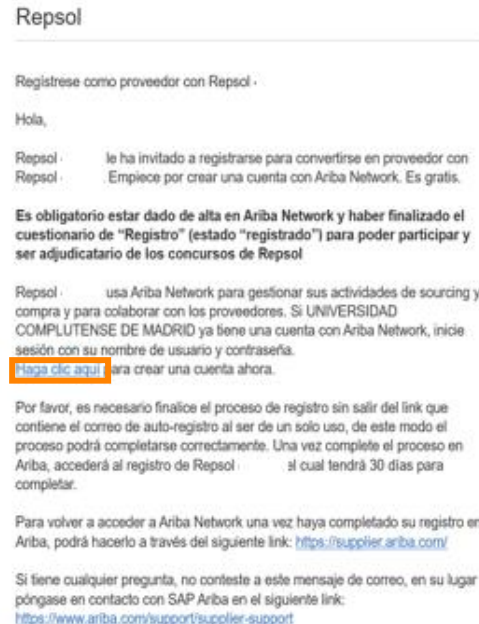 Repsol
Regístrese como proveedor con Repsol -
Hola,
Repsol - le ha invitado a registrarse para convertirse en proveedor con
Repsol - . Empiece por crear una cuenta con Ariba Network. Es gratis.
Es obligatorio estar dado de alta en Ariba Network y haber finalizado el
cuestionario de “Registro” (estado “registrado”) para poder participar y
ser adjudicatario de los concursos de Repsol
Repsol - usa Ariba Network para gestionar sus actividades de sourcing y
compra y para colaborar con los proveedores. Si UNIVERSIDAD
COMPLUTENSE DE MADRID ya tiene una cuenta con Ariba Network, inicie
sesión con su nombre de usuario y contraseña.
Haga clic aquí para crear una cuenta ahora.
Por favor, es necesario finalice el proceso de registro sin salir del link que
contiene el correo de auto-registro al ser de un solo uso, de este modo el
proceso podrá completarse correctamente. Una vez complete el proceso en
Ariba, accederá al registro de Repsol el cual tendrá 30 días para
completar.
Para volver a acceder a Ariba Network una vez haya completado su registro en
Ariba, podrá hacerlo a través del siguiente link: https://supplier.ariba.com/
Si tiene cualquier pregunta, no conteste a este mensaje de correo, en su lugar
póngase en contacto con SAP Ariba en el siguiente link:
https://www.ariba.com/support/supplier-support